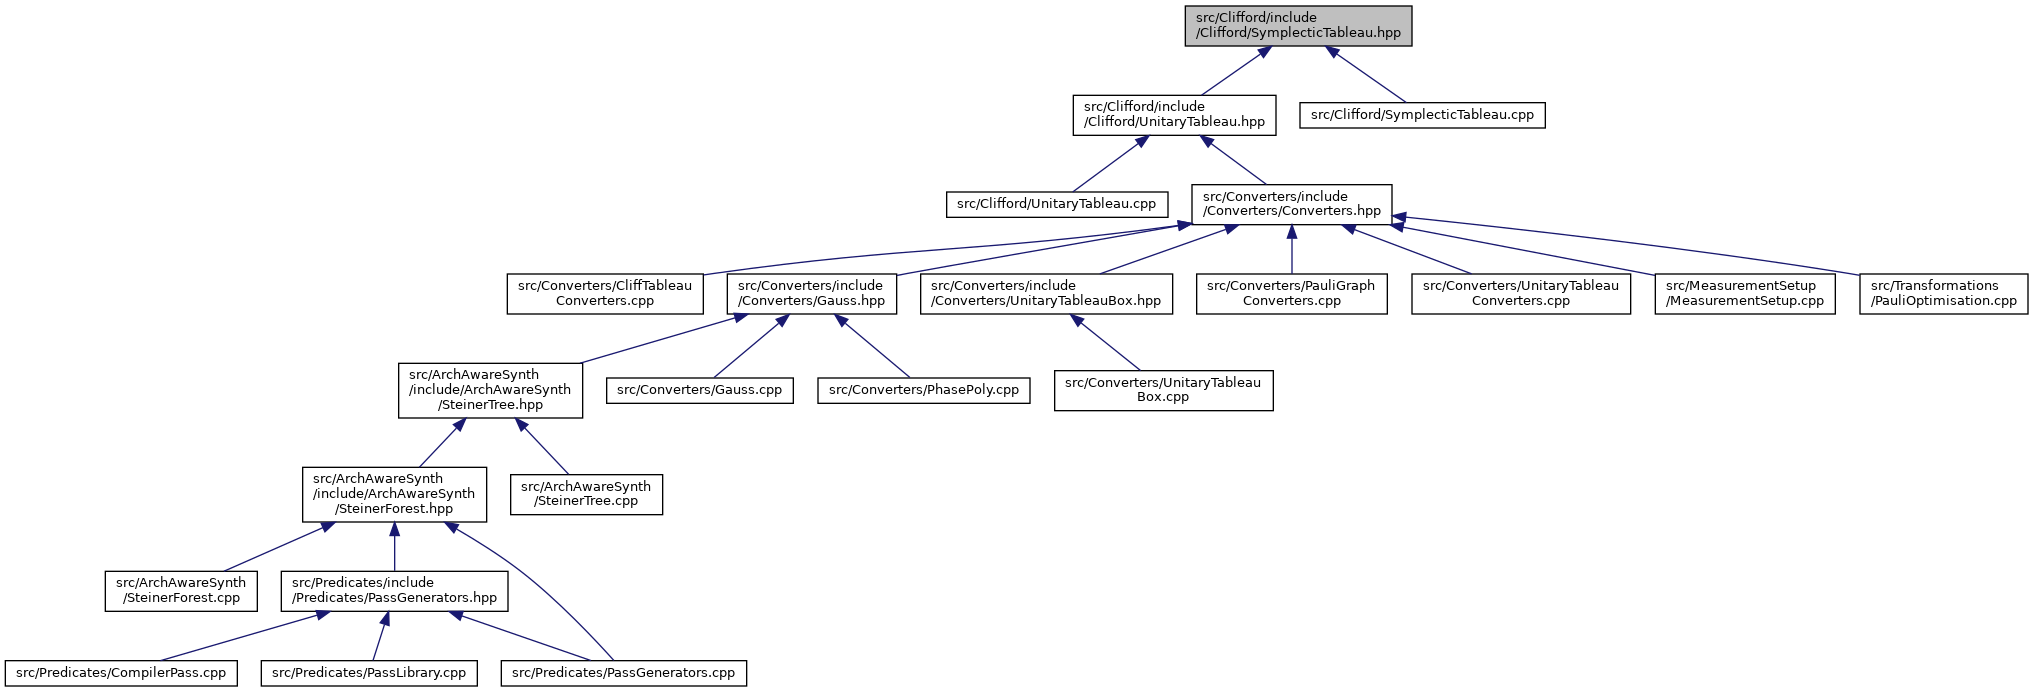 src/Clifford/include
/Clifford/SymplecticTableau.hpp
src/Clifford/include
/Clifford/UnitaryTableau.hpp
src/Clifford/SymplecticTableau.cpp
src/Clifford/UnitaryTableau.cpp
src/Converters/include
/Converters/Converters.hpp
src/Converters/CliffTableau
Converters.cpp
src/Converters/include
/Converters/Gauss.hpp
src/Converters/include
/Converters/UnitaryTableauBox.hpp
src/Converters/PauliGraph
Converters.cpp
src/Converters/UnitaryTableau
Converters.cpp
src/MeasurementSetup
/MeasurementSetup.cpp
src/Transformations
/PauliOptimisation.cpp
src/ArchAwareSynth
/include/ArchAwareSynth
/SteinerTree.hpp
src/Converters/Gauss.cpp
src/Converters/PhasePoly.cpp
src/Converters/UnitaryTableau
Box.cpp
src/ArchAwareSynth
/include/ArchAwareSynth
/SteinerForest.hpp
src/ArchAwareSynth
/SteinerTree.cpp
src/ArchAwareSynth
/SteinerForest.cpp
src/Predicates/include
/Predicates/PassGenerators.hpp
src/Predicates/CompilerPass.cpp
src/Predicates/PassLibrary.cpp
src/Predicates/PassGenerators.cpp